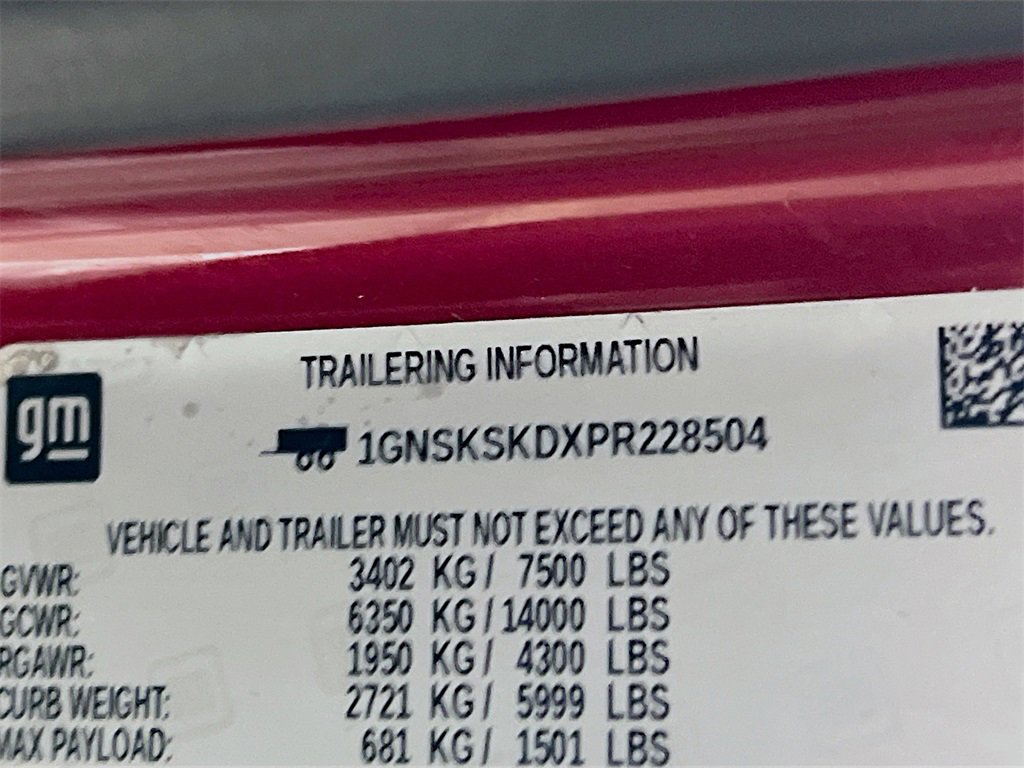 TRAILERING INFORMATION
gm
1GNSKSKDXPR228504
VEHICLE AND TRAILER MUST NOT EXCEED ANY OF THESE VALUES.
GVWR: 3402 KG / 7500 LBS
GCWR: 6350 KG / 14000 LBS
RGAWR: 1950 KG / 4300 LBS
CURB WEIGHT: 2721 KG / 5999 LBS
MAX PAYLOAD: 681 KG / 1501 LBS